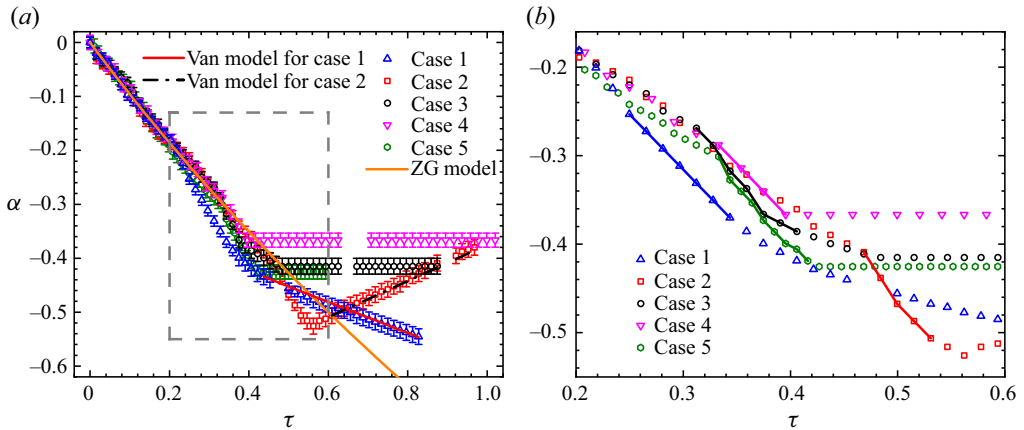 (a)
0
−0.1
−0.2
−0.3
−0.4
−0.5
−0.6
α
Van model for case 1
Van model for case 2
Case 1
Case 2
Case 3
Case 4
Case 5
ZG model
0 0.2 0.4 0.6 0.8 1.0
τ
(b)
−0.2
−0.3
−0.4
−0.5
Case 1
Case 2
Case 3
Case 4
Case 5
0.2 0.3 0.4 0.5 0.6
τ